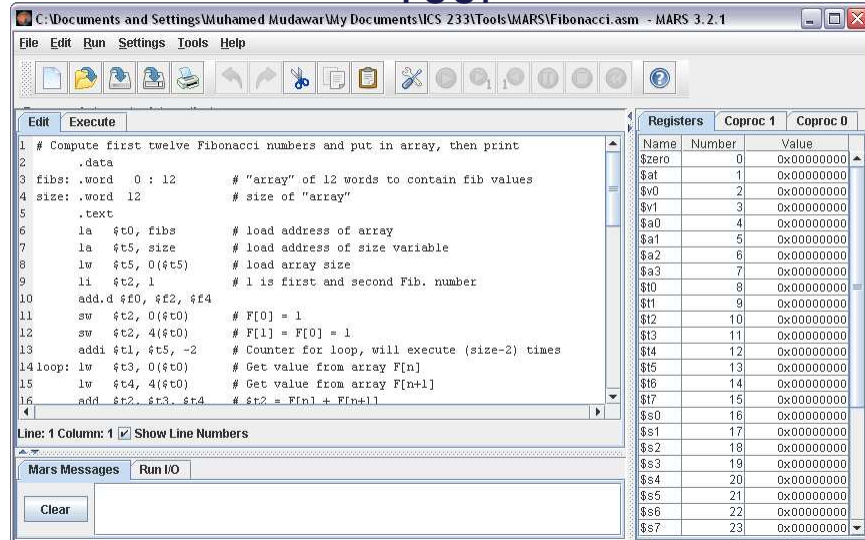 C:\Documents and Settings\Muhamed Mudawar\My Documents\ICS 233\Tools\MARS\Fibonacci.asm - MARS 3.2.1
File Edit Run Settings Tools Help
Edit Execute
1 # Compute first twelve Fibonacci numbers and put in array, then print
2 .data
3 fibs: .word 0 : 12 # "array" of 12 words to contain fib values
4 size: .word 12 # size of "array"
5 .text
6 la $t0, fibs # load address of array
7 la $t5, size # load address of size variable
8 lw $t5, 0($t5) # load array size
9 li $t2, 1 # 1 is first and second Fib. number
10 add.d $f0, $f2, $f4
11 sw $t2, 0($t0) # F[0] = 1
12 sw $t2, 4($t0) # F[1] = F[0] = 1
13 addi $t1, $t5, -2 # Counter for loop, will execute (size-2) times
14 loop: lw $t3, 0($t0) # Get value from array F[n]
15 lw $t4, 4($t0) # Get value from array F[n+1]
16 add $t2, $t3, $t4 # $t2 = F[n] + F[n+1]
Line: 1 Column: 1 Show Line Numbers
Mars Messages Run I/O
Clear
Registers Coproc 1 Coproc 0
Name Number Value
$zero 0 0x00000000
$at 1 0x00000000
$v0 2 0x00000000
$v1 3 0x00000000
$a0 4 0x00000000
$a1 5 0x00000000
$a2 6 0x00000000
$a3 7 0x00000000
$t0 8 0x00000000
$t1 9 0x00000000
$t2 10 0x00000000
$t3 11 0x00000000
$t4 12 0x00000000
$t5 13 0x00000000
$t6 14 0x00000000
$t7 15 0x00000000
$s0 16 0x00000000
$s1 17 0x00000000
$s2 18 0x00000000
$s3 19 0x00000000
$s4 20 0x00000000
$s5 21 0x00000000
$s6 22 0x00000000
$s7 23 0x00000000